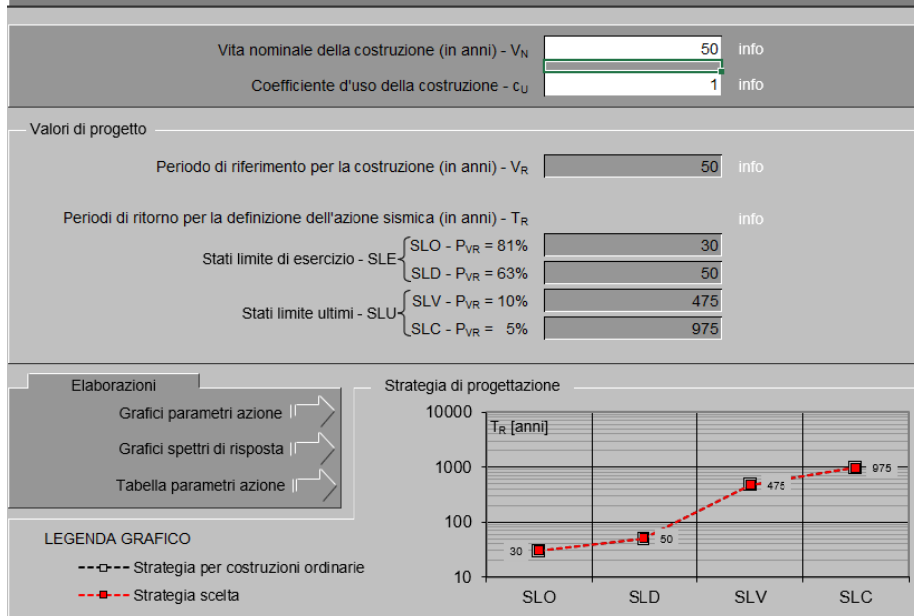 Vita nominale della costruzione (in anni) - VN 50 info
Coefficiente d'uso della costruzione - cU 1 info
Valori di progetto
Periodo di riferimento per la costruzione (in anni) - VR 50 info
Periodi di ritorno per la definizione dell'azione sismica (in anni) - TR info
Stati limite di esercizio - SLE
SLO - PVR = 81% 30
SLD - PVR = 63% 50
Stati limite ultimi - SLU
SLV - PVR = 10% 475
SLC - PVR = 5% 975
Elaborazioni
Grafici parametri azione
Grafici spettri di risposta
Tabella parametri azione
LEGENDA GRAFICO
Strategia per costruzioni ordinarie
Strategia scelta
Strategia di progettazione
TR [anni]
10000
1000
100
10
30
50
475
975
SLO SLD SLV SLC